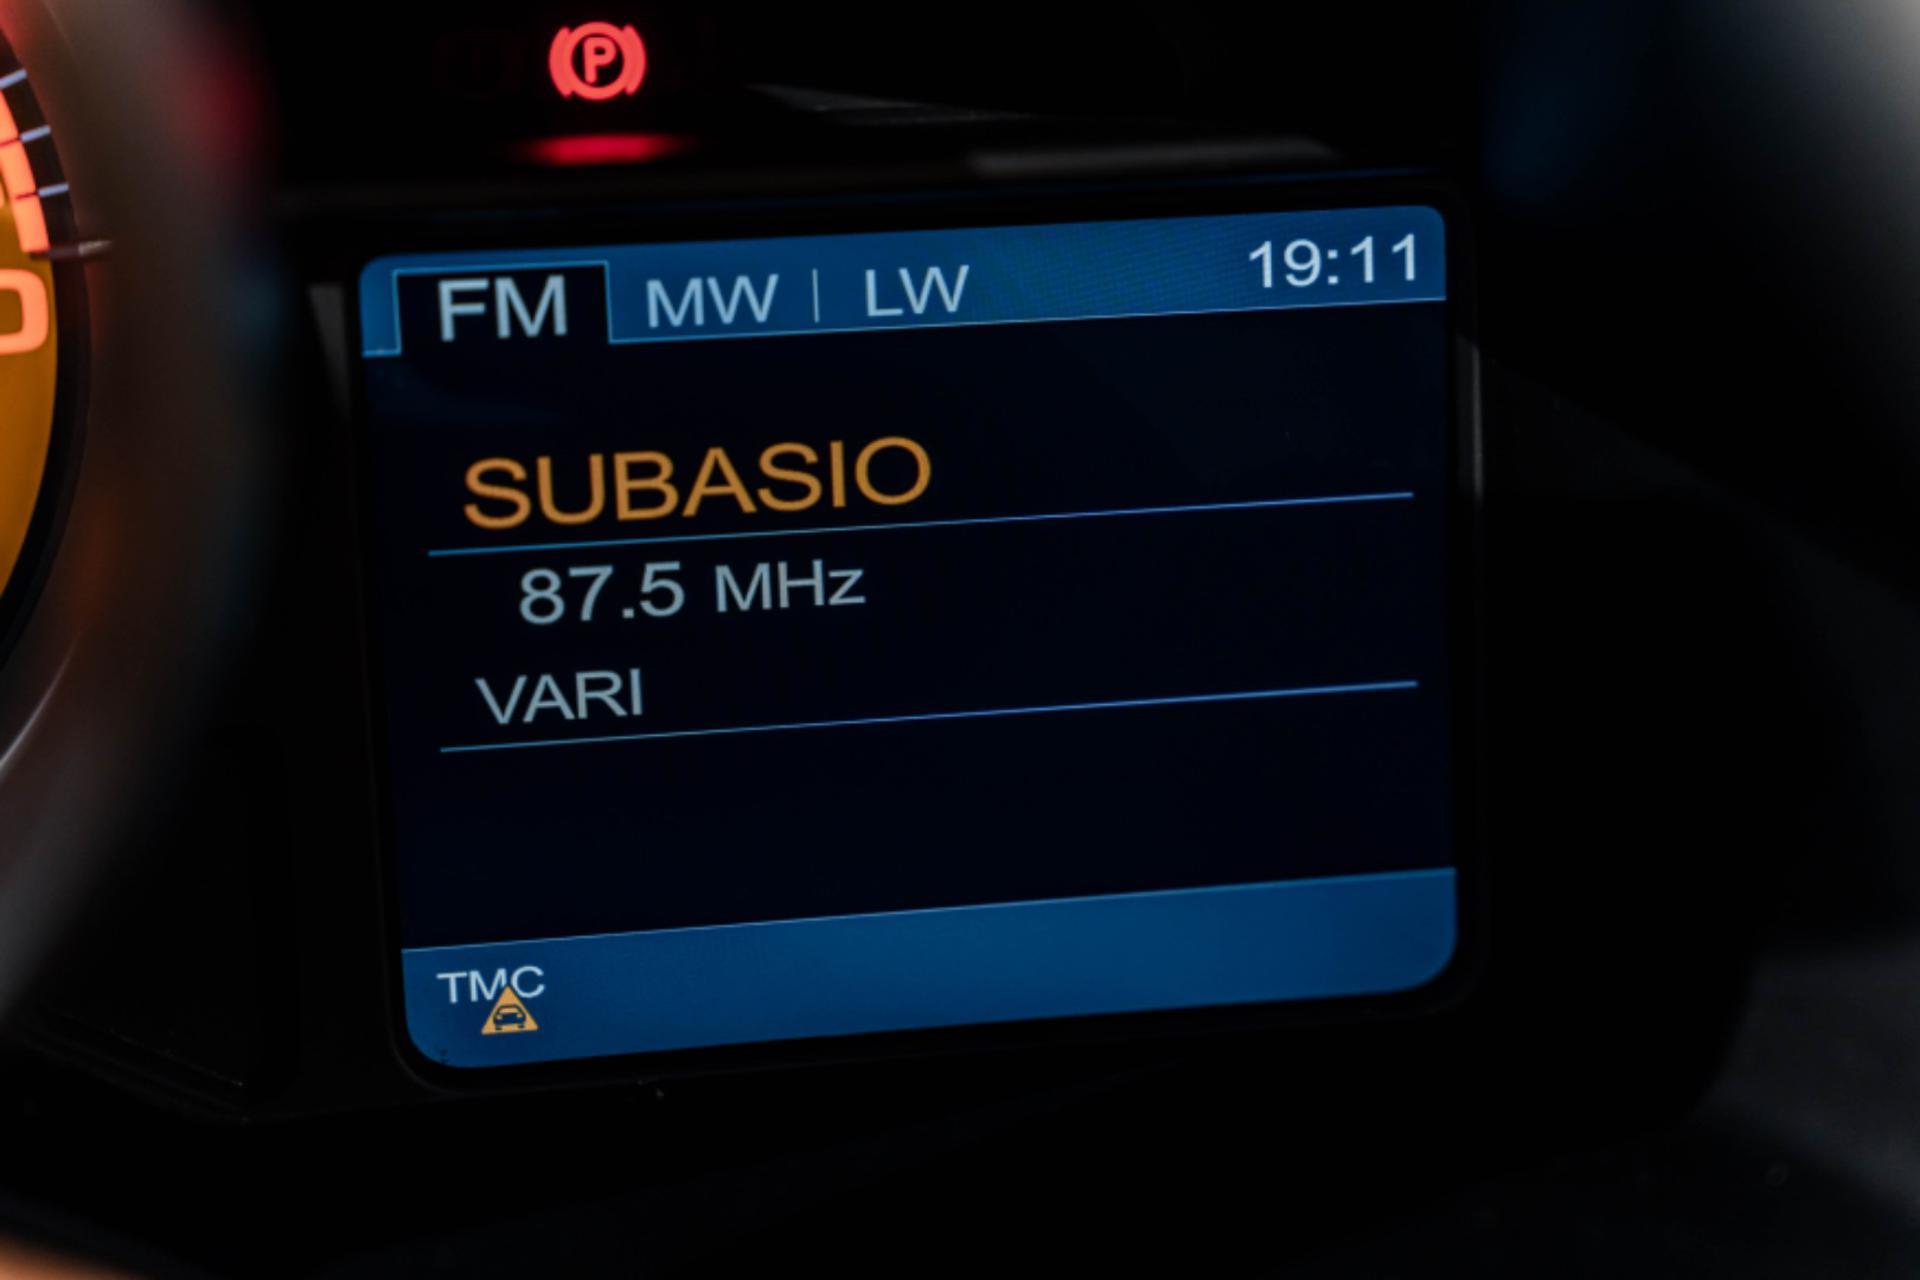 P
FM MW | LW 19:11
SUBASIO
87.5 MHz
VARI
TMC